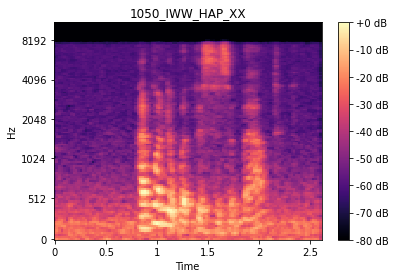 1050_IWW_HAP_XX
+0 dB
8192
-10 dB
4096
-20 dB
-30 dB
2048
Hz
-40 dB
1024
-50 dB
512
-60 dB
-70 dB
0
-80 dB
0 0.5 1 1.5 2 2.5
Time